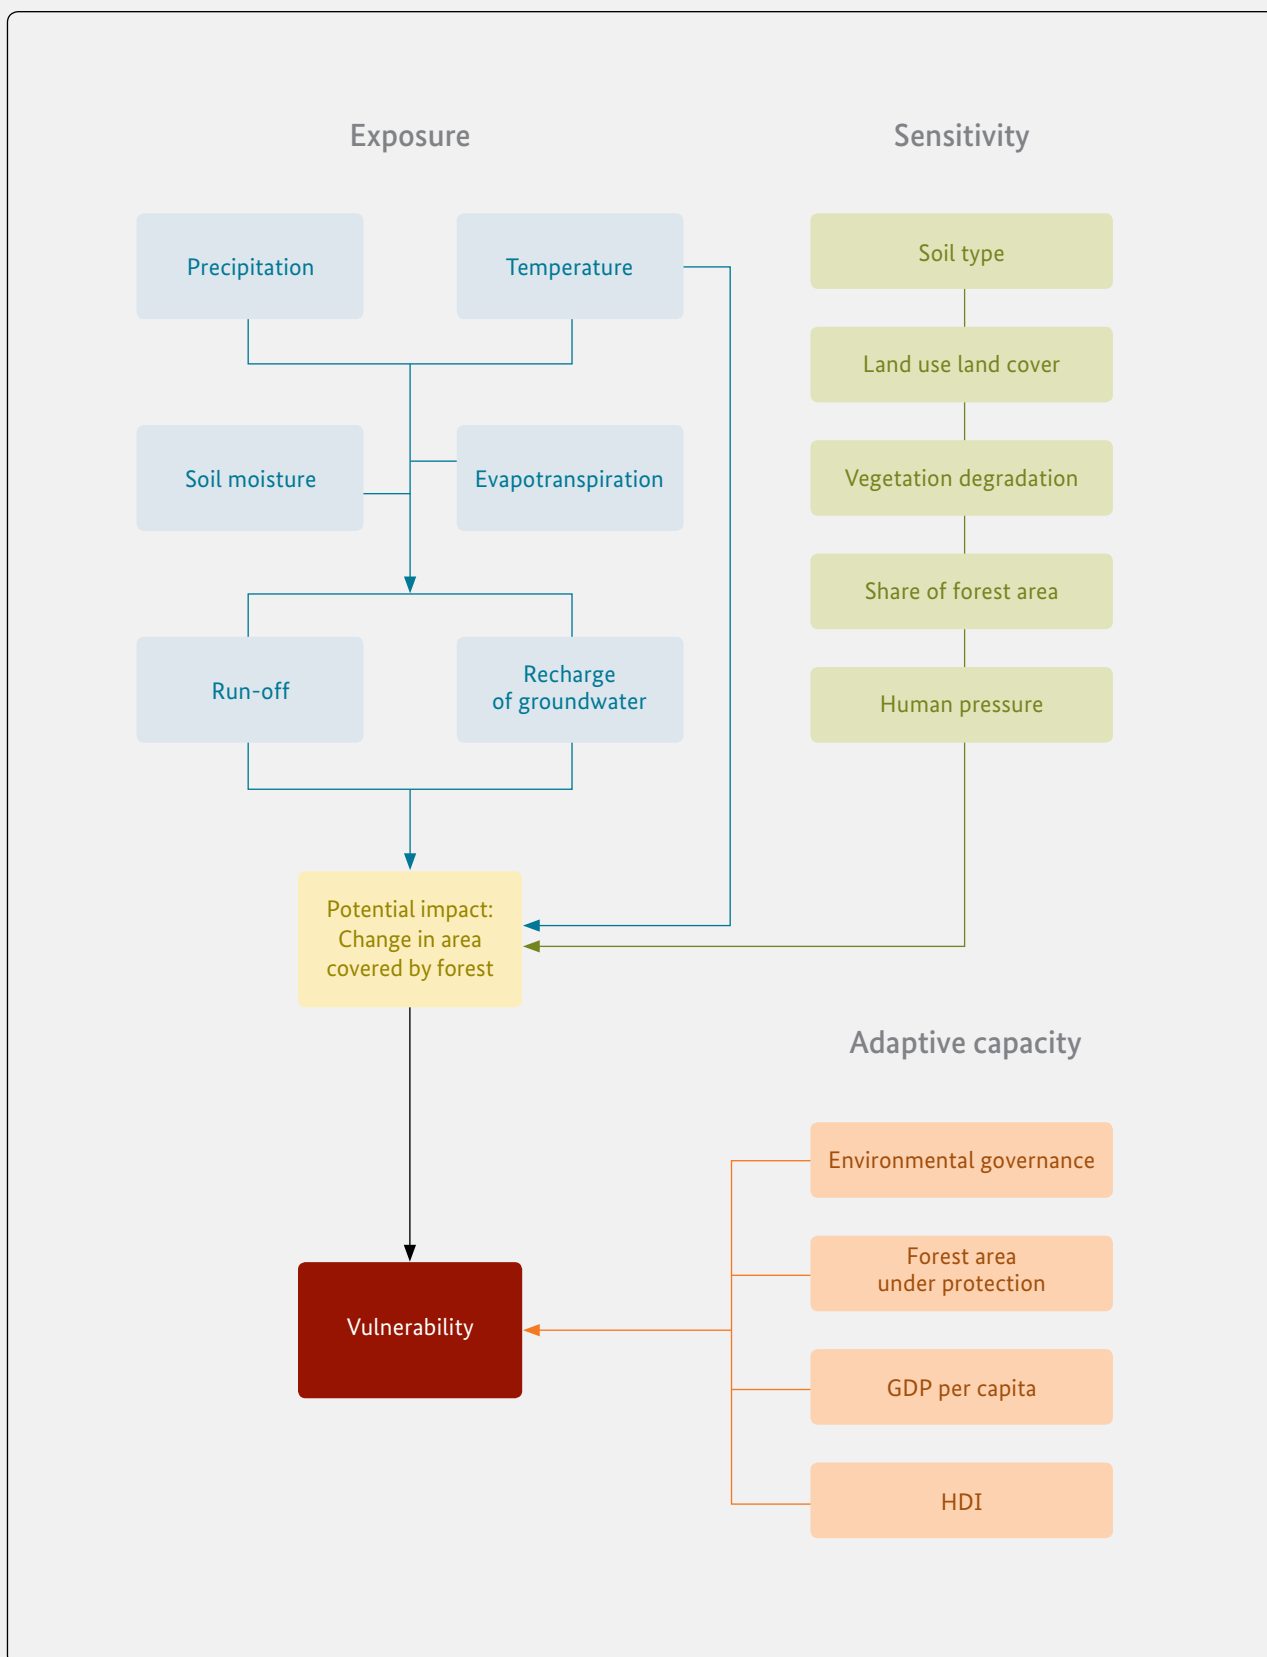 Exposure
Sensitivity
Precipitation
Temperature
Soil type
Land use land cover
Soil moisture
Evapotranspiration
Vegetation degradation
Share of forest area
Run-off
Recharge
of groundwater
Human pressure
Potential impact:
Change in area
covered by forest
Adaptive capacity
Environmental governance
Forest area
under protection
Vulnerability
GDP per capita
HDI